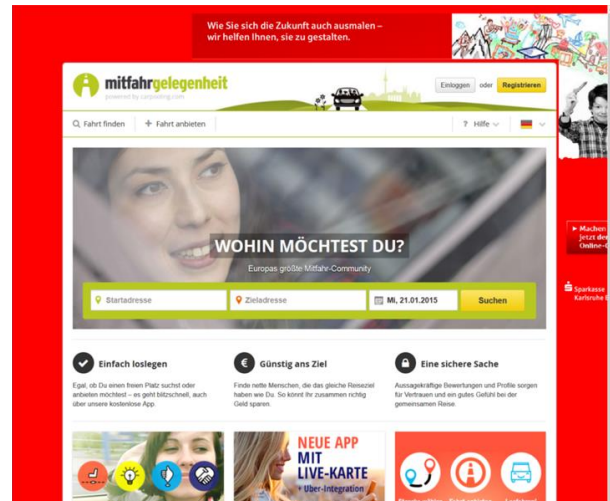 Wie Sie sich die Zukunft auch ausmalen –
wir helfen Ihnen, sie zu gestalten.
mitfahrgelegenheit
powered by carpooling.com
Einloggen oder Registrieren
Fahrt finden + Fahrt anbieten ? Hilfe
WOHIN MÖCHTEST DU?
Europas größte Mitfahr-Community
Startadresse Zieladresse Mi, 21.01.2015 Suchen
► Machen
jetzt de
Online-
Sparkasse
Karlsruhe E
Einfach loslegen
Egal, ob Du einen freien Platz suchst oder
anbieten möchtest – es geht blitzschnell, auch
über unsere kostenlose App.
€ Günstig ans Ziel
Finde nette Menschen, die das gleiche Reiseziel
haben wie Du. So könnt Ihr zusammen richtig
Geld sparen.
Eine sichere Sache
Aussagekräftige Bewertungen und Profile sorgen
für Vertrauen und ein gutes Gefühl bei der
gemeinsamen Reise.
NEUE APP
MIT
LIVE-KARTE
+ Uber-Integration